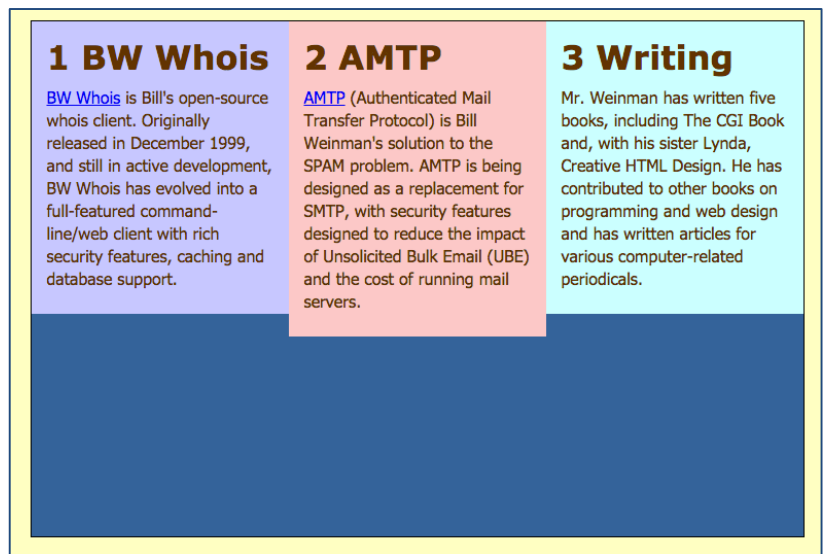 1 BW Whois
BW Whois is Bill's open-source
whois client. Originally
released in December 1999,
and still in active development,
BW Whois has evolved into a
full-featured command-
line/web client with rich
security features, caching and
database support.
2 AMTP
AMTP (Authenticated Mail
Transfer Protocol) is Bill
Weinman's solution to the
SPAM problem. AMTP is being
designed as a replacement for
SMTP, with security features
designed to reduce the impact
of Unsolicited Bulk Email (UBE)
and the cost of running mail
servers.
3 Writing
Mr. Weinman has written five
books, including The CGI Book
and, with his sister Lynda,
Creative HTML Design. He has
contributed to other books on
programming and web design
and has written articles for
various computer-related
periodicals.